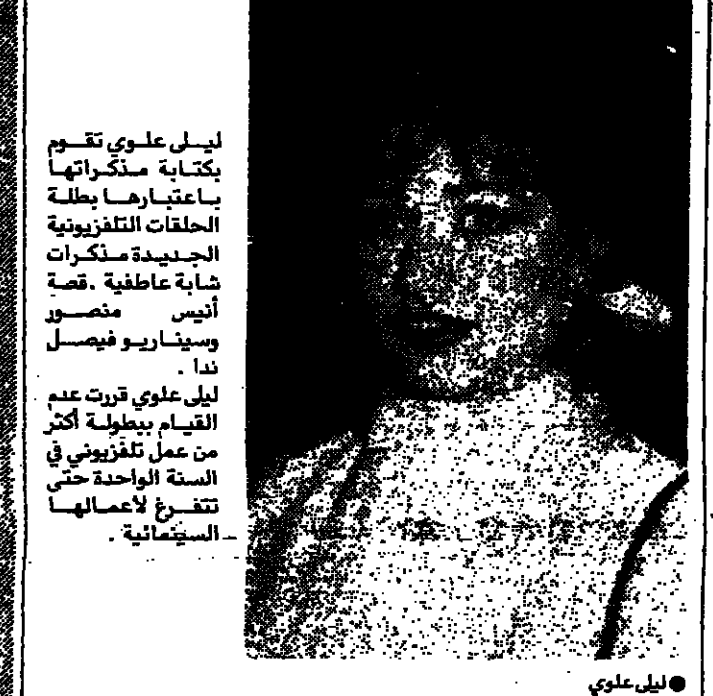 ليلى علوي تقوم
بكتابة مذكراتها
باعتبارها بطلة
الحلقات التلفزيونية
الجديدة مذكرات
شابة عاطفية . قصة
أنيس منصور
وسيناريو فيصل
ندا .
ليلى علوي قررت عدم
القيام ببطولة أكثر
من عمل تلفزيوني في
السنة الواحدة حتى
تتفرغ لأعمالها
السينمائية .
● ليلى علوي